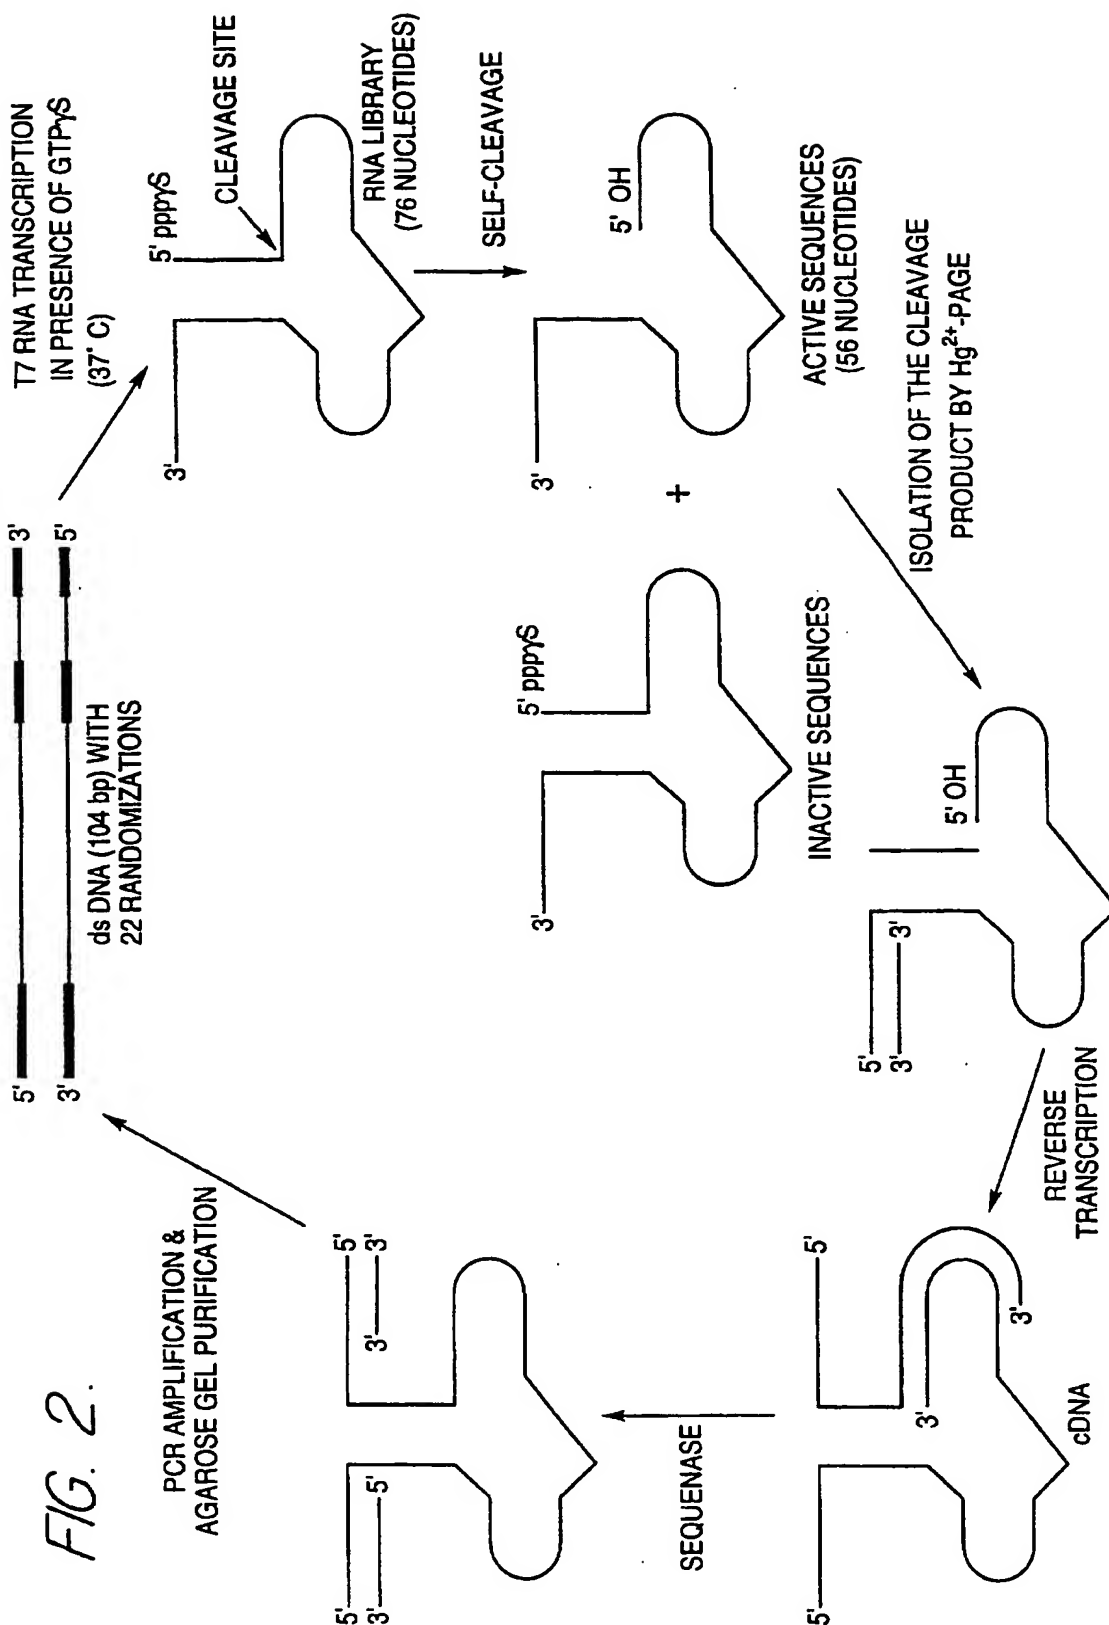 FIG. 2.
5' 3'
3' 5'
ds DNA (104 bp) WITH
22 RANDOMIZATIONS
T7 RNA TRANSCRIPTION
IN PRESENCE OF GTPγS
(37° C)
3'
5' pppγS
CLEAVAGE SITE
RNA LIBRARY
(76 NUCLEOTIDES)
SELF-CLEAVAGE
3'
5' pppγS
INACTIVE SEQUENCES
+
3'
5' OH
ACTIVE SEQUENCES
(56 NUCLEOTIDES)
ISOLATION OF THE CLEAVAGE
PRODUCT BY Hg2+-PAGE
5'
3' 3'
5' OH
REVERSE
TRANSCRIPTION
5'
5'
3'
3'
cDNA
SEQUENASE
5' 5'
3' 5' 3' 3'
PCR AMPLIFICATION &
AGAROSE GEL PURIFICATION